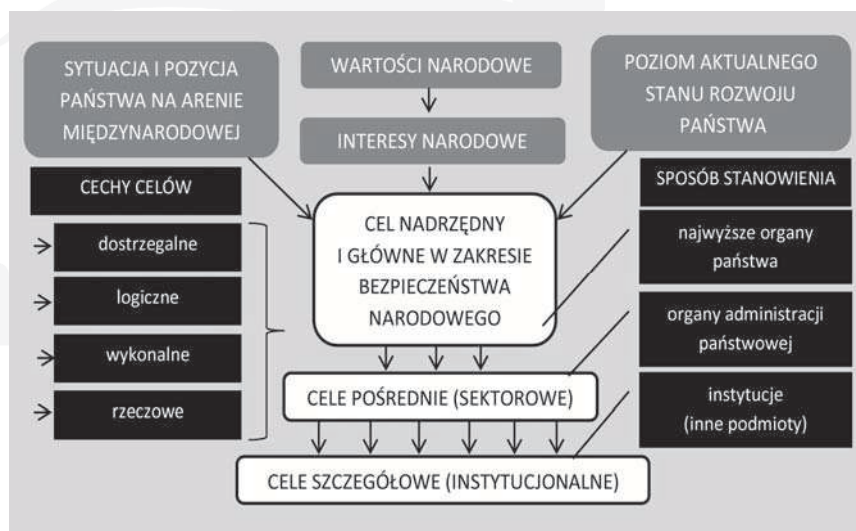 SYTUACJA I POZYCJA
PAŃSTWA NA ARENIE
MIĘDZYNARODOWEJ
WARTOŚCI NARODOWE
INTERESY NARODOWE
POZIOM AKTUALNEGO
STANU ROZWOJU
PAŃSTWA
CECHY CELÓW
dostrzegalne
logiczne
wykonalne
rzeczowe
CEL NADRZĘDNY
I GŁÓWNE W ZAKRESIE
BEZPIECZEŃSTWA
NARODOWEGO
CELE POŚREDNIE (SEKTOROWE)
CELE SZCZEGÓŁOWE (INSTYTUCJONALNE)
SPOSÓB STANOWIENIA
najwyższe organy
państwa
organy administracji
państwowej
instytucje
(inne podmioty)